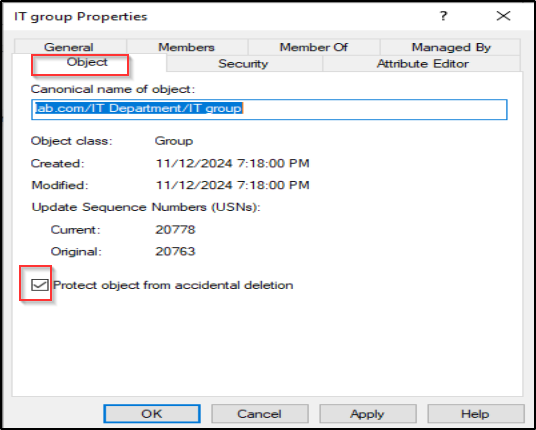 IT group Properties
?
General Members Member Of Managed By
Object Security Attribute Editor
Canonical name of object:
lab.com/IT Department/IT group
Object class: Group
Created: 11/12/2024 7:18:00 PM
Modified: 11/12/2024 7:18:00 PM
Update Sequence Numbers (USNs):
Current: 20778
Original: 20763
Protect object from accidental deletion
OK Cancel Apply Help